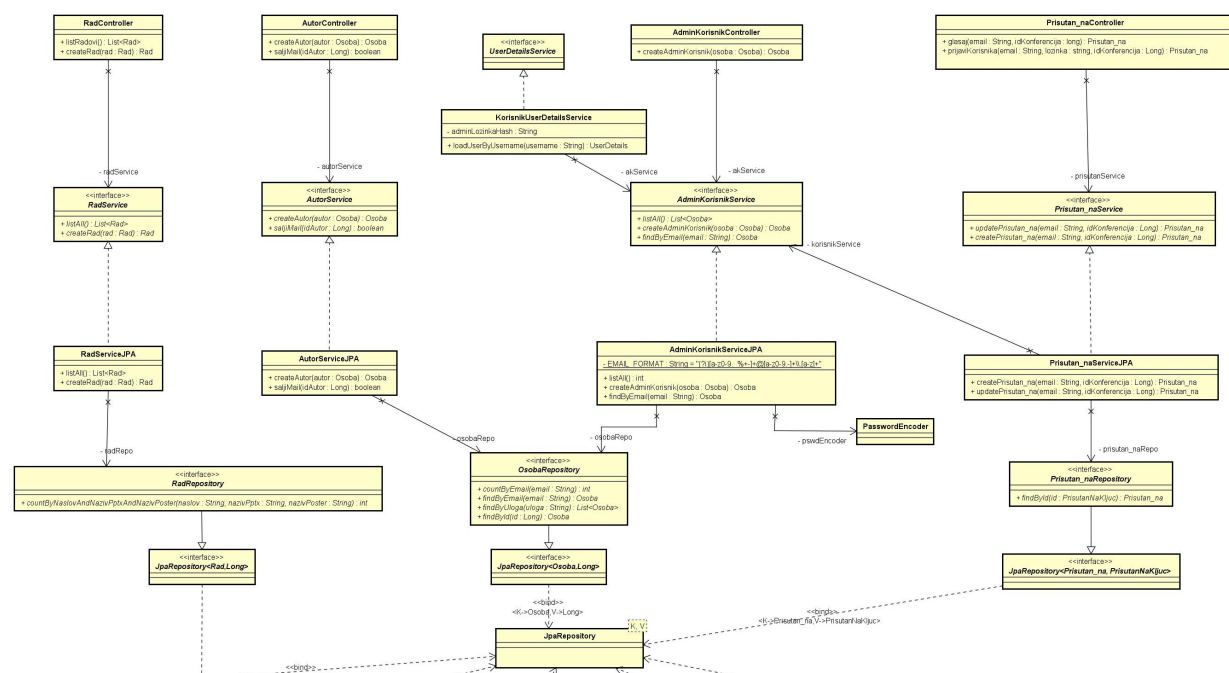 RadController
+ listRadovi() : List<Rad>
+ createRad(rad : Rad) : Rad
AutorController
+ createAutor(autor : Osoba) : Osoba
+ saljiMail(idAutor : Long) : boolean
<<interface>>
UserDetailsService
AdminKorisnikController
+ createAdminKorisnik(osoba : Osoba) : Osoba
Prisutan_naController
+ glasaj(email : String, idKonferencija : long) : Prisutan_na
+ prijaviKorisnika(email : String, lozinka : string, idKonferencija : Long) : Prisutan_na
KorisnikUserDetailsService
- adminLozinkaHash : String
+ loadUserByUsername(username : String) : UserDetails
- radService
- autorService
- akService
- akService
- prisutanService
<<interface>>
RadService
+ listAll() : List<Rad>
+ createRad(rad : Rad) : Rad
<<interface>>
AutorService
+ createAutor(autor : Osoba) : Osoba
+ saljiMail(idAutor : Long) : boolean
<<interface>>
AdminKorisnikService
+ listAll() : List<Osoba>
+ createAdminKorisnik(osoba : Osoba) : Osoba
+ findByEmail(email : String) : Osoba
<<interface>>
Prisutan_naService
+ updatePrisutan_na(email : String, idKonferencija : Long) : Prisutan_na
+ createPrisutan_na(email : String, idKonferencija : Long) : Prisutan_na
- korisnikService
RadServiceJPA
+ listAll() : List<Rad>
+ createRad(rad : Rad) : Rad
AutorServiceJPA
+ createAutor(autor : Osoba) : Osoba
+ saljiMail(idAutor : Long) : boolean
AdminKorisnikServiceJPA
- EMAIL_FORMAT : String =
+ listAll() : int
+ createAdminKorisnik(osoba : Osoba) : Osoba
+ findByEmail(email : String) : Osoba
Prisutan_naServiceJPA
+ createPrisutan_na(email : String, idKonferencija : Long) : Prisutan_na
+ updatePrisutan_na(email : String, idKonferencija : Long) : Prisutan_na
PasswordEncoder
- radRepo
- osobaRepo
- osobaRepo
- pswdEncoder
- prisutan_naRepo
<<interface>>
RadRepository
+ countByNaslovAndNazivPptxAndNazivPoster(naslov : String, nazivPptx : String, nazivPoster : String) : int
<<interface>>
OsobaRepository
+ countByEmail(email : String) : int
+ findByEmail(email : String) : Osoba
+ findByUloga(uloga : String) : List<Osoba>
+ findById(id : Long) : Osoba
<<interface>>
Prisutan_naRepository
+ findById(id : PrisutanNaKljuc) : Prisutan_na
<<interface>>
JpaRepository<Rad,Long>
<<interface>>
JpaRepository<Osoba,Long>
<<interface>>
JpaRepository<Prisutan_na, PrisutanNaKljuc>
<<bind>>
<K->Osoba,V->Long>
<<bind>>
<K->Prisutan_na,V->PrisutanNaKljuc>
K, V
JpaRepository
<<bind>>